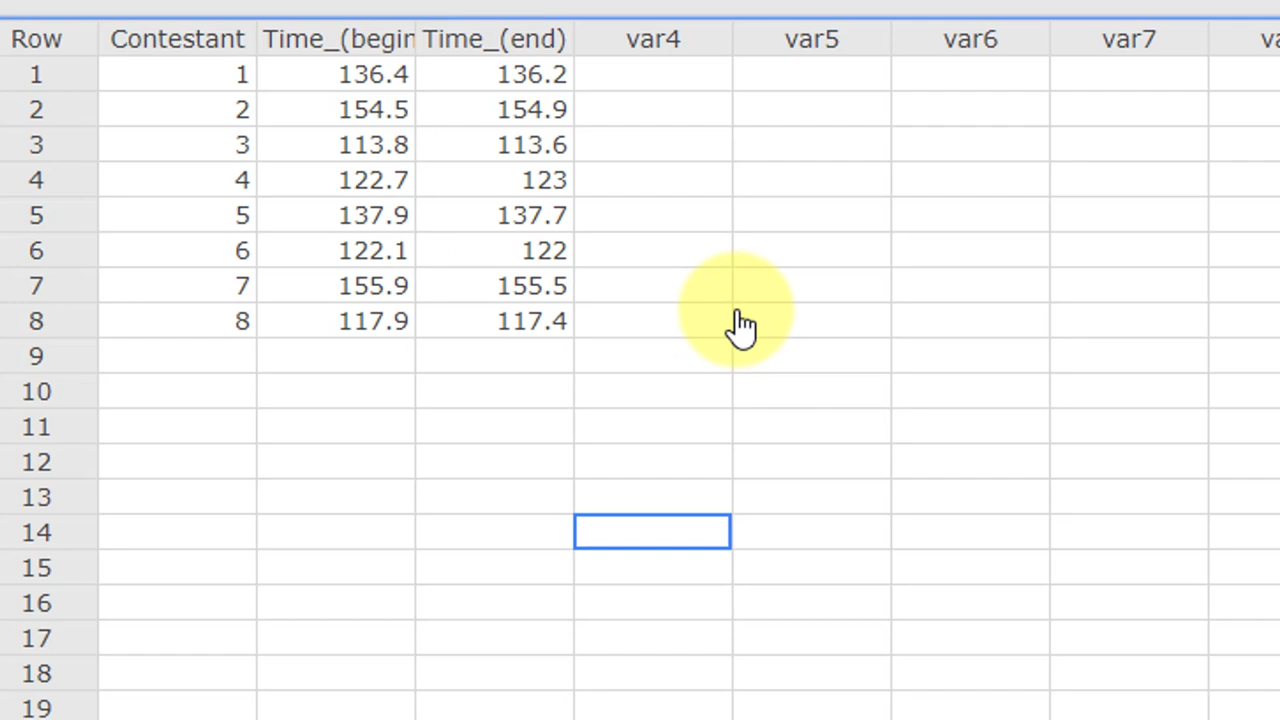 Row Contestant Time_(begin Time_(end) var4 var5 var6 var7 va
1 1 136.4 136.2
2 2 154.5 154.9
3 3 113.8 113.6
4 4 122.7 123
5 5 137.9 137.7
6 6 122.1 122
7 7 155.9 155.5
8 8 117.9 117.4
9
10
11
12
13
14
15
16
17
18
19